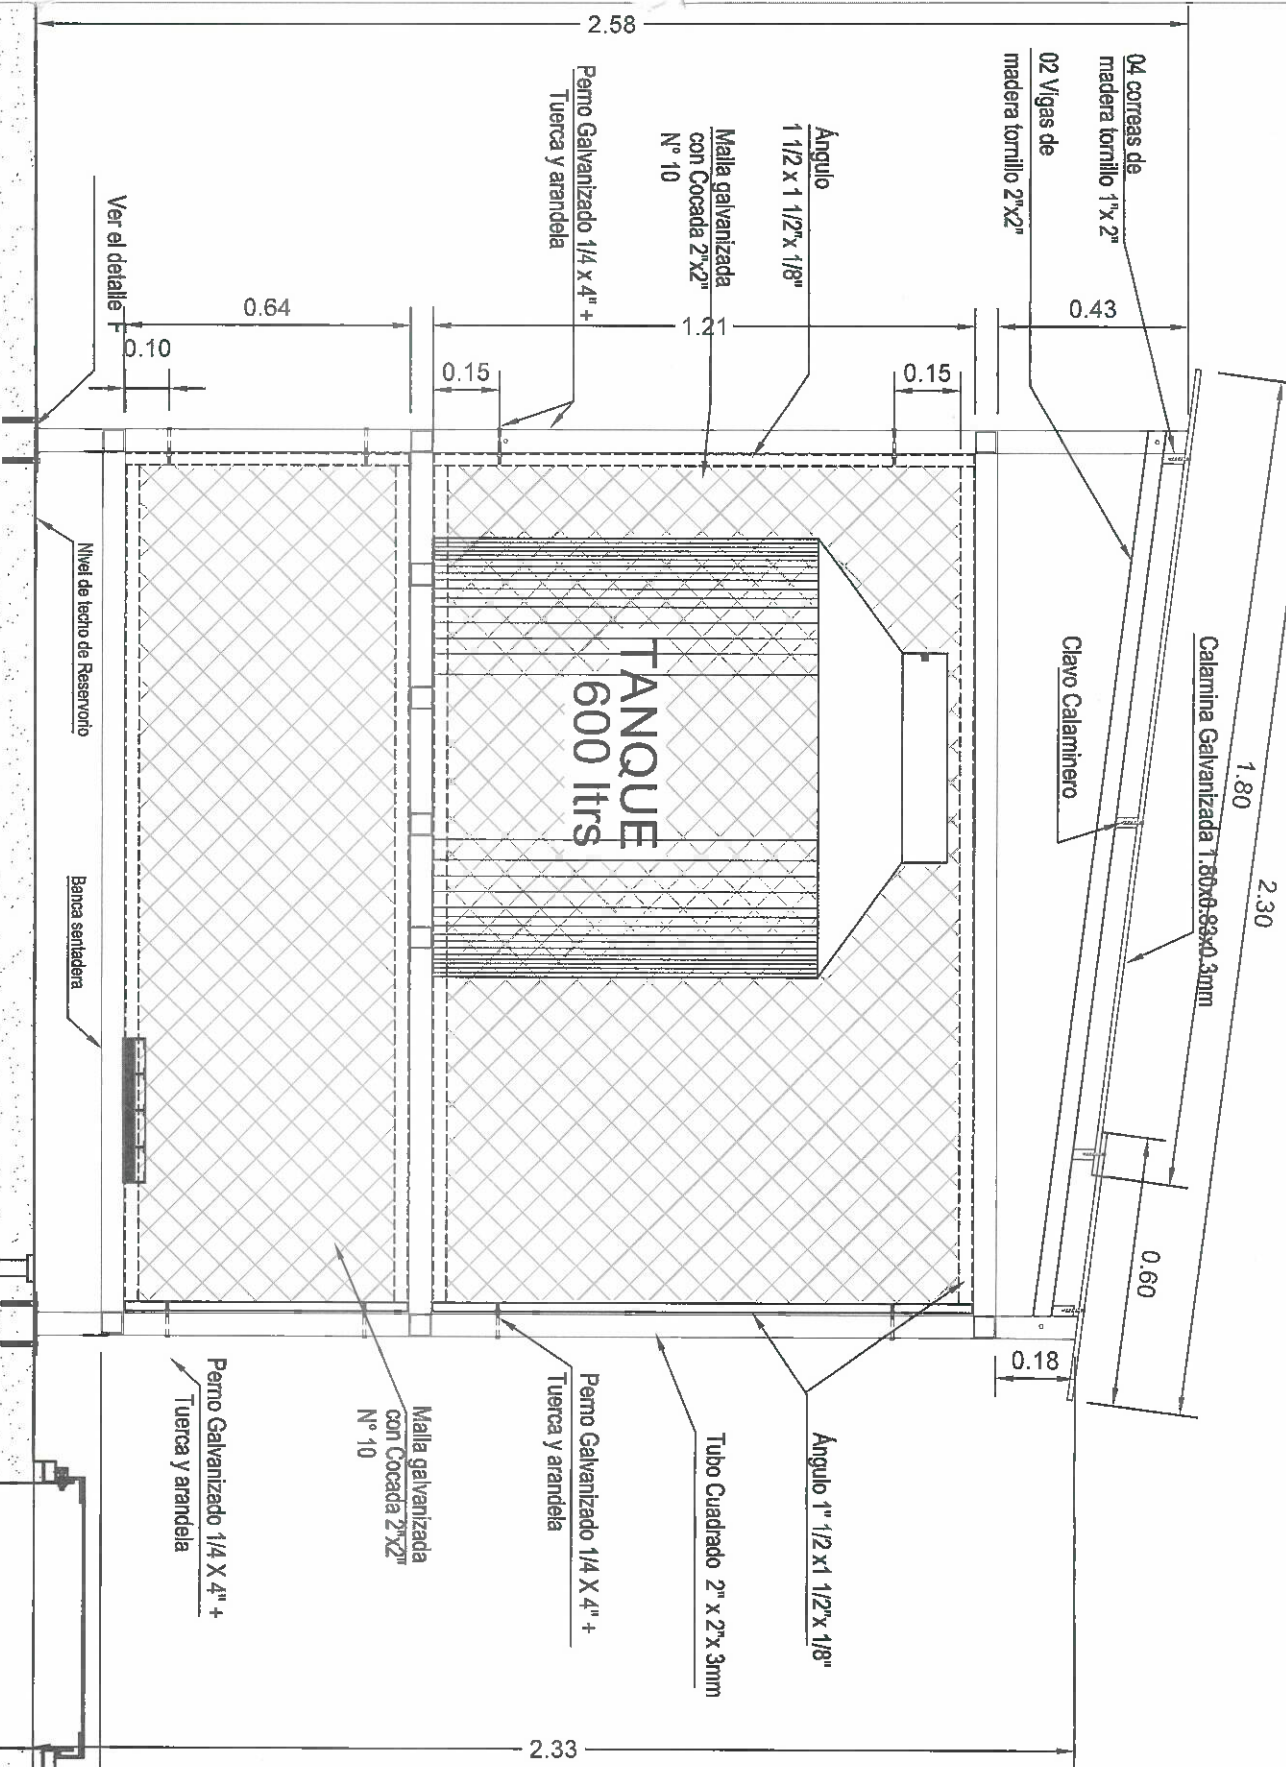 2.58
04 correas de
madera tornillo 1"x 2"
02 Vigas de
madera tornillo 2"x2"
Ángulo
1 1/2 x 1 1/2"x 1/8"
Malla galvanizada
con Cocada 2"x2"
N° 10
Perno Galvanizado 1/4 x 4" +
Tuerca y arandela
Ver el detalle
0.43
1.21
0.64
0.15
0.15
0.10
2.30
1.80
Calamina Galvanizada 1.80x0.83x0.3mm
Clavo Calaminero
0.60
TANQUE
600 ltrs
Nivel de techo de Reservorio
Banca sentadera
0.18
Ángulo 1" 1/2 x1 1/2"x 1/8"
Tubo Cuadrado 2" x 2"x 3mm
Perno Galvanizado 1/4 X 4" +
Tuerca y arandela
Malla galvanizada
con Cocada 2"x2"
N° 10
Perno Galvanizado 1/4 X 4" +
Tuerca y arandela
2.33